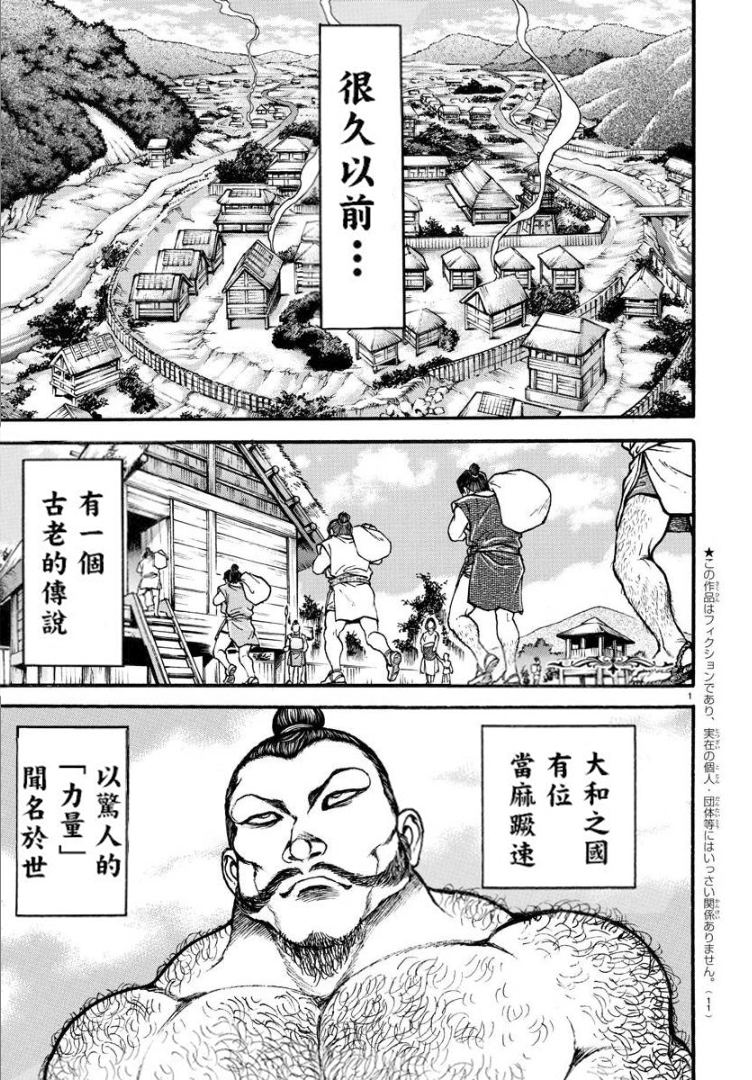 很久以前…
有一個
古老的傳說
大和之國
有位
當麻蹶速
以驚人的
「力量」
聞名於世
1
★この作品はフィクションであり、実在の個人・団体等にはいっさい関係ありません。
(11)